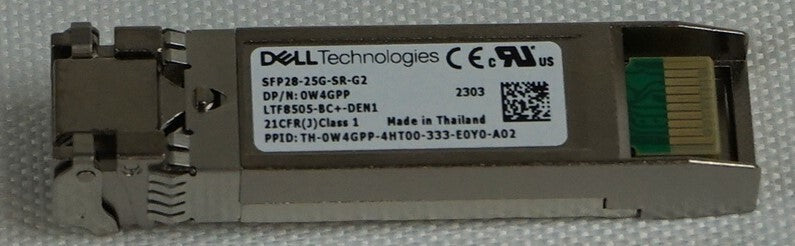 DELLTechnologies CE c RU US
SFP28-25G-SR-G2
DP/N: 0W4GPP 2303
LTF8505-BC+-DEN1
21CFR(J)Class 1 Made in Thailand
PPID: TH-0W4GPP-4HT00-333-E0Y0-A02